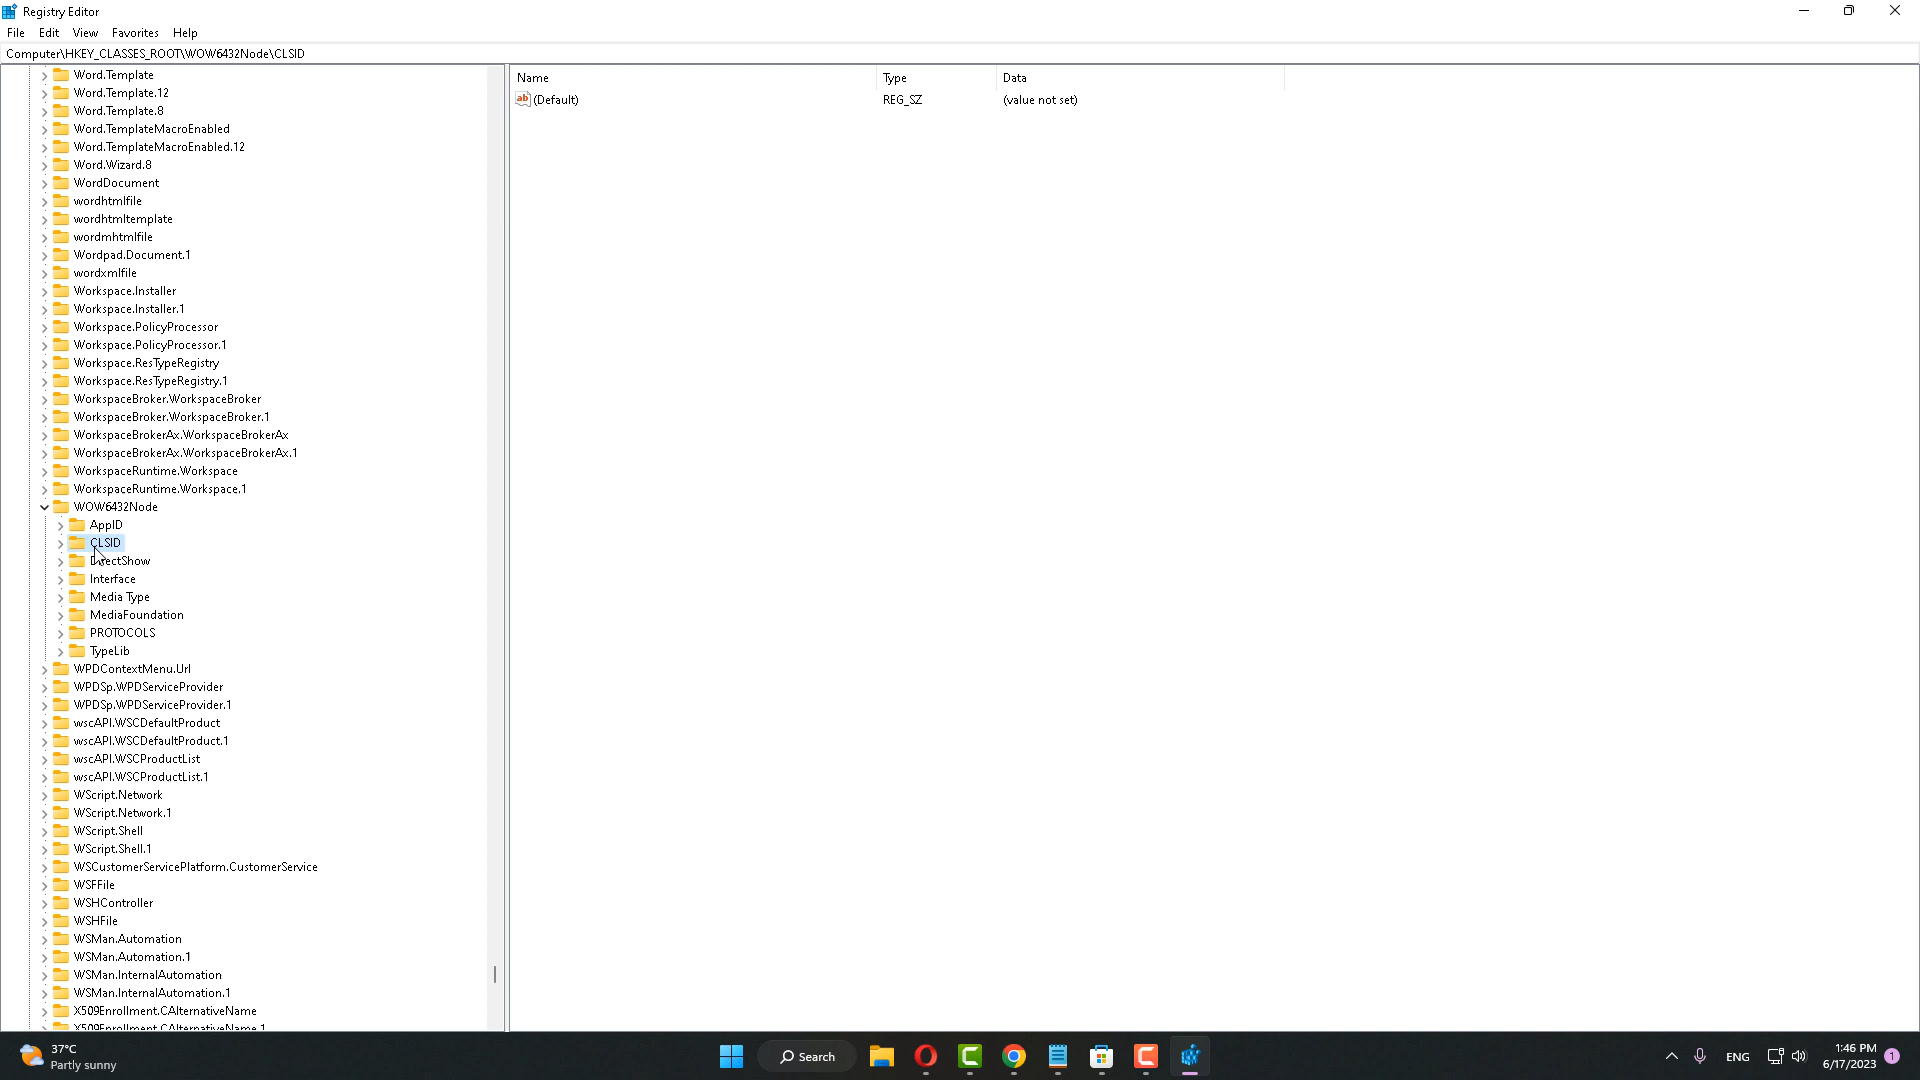 Registry Editor
File Edit View Favorites Help
Computer\HKEY_CLASSES_ROOT\WOW6432Node\CLSID
Name Type Data
ab (Default) REG_SZ (value not set)
Word.Template
Word.Template.12
Word.Template.8
Word.TemplateMacroEnabled
Word.TemplateMacroEnabled.12
Word.Wizard.8
WordDocument
wordhtmlfile
wordhtmltemplate
wordmhtmlfile
Wordpad.Document.1
wordxmlfile
Workspace.Installer
Workspace.Installer.1
Workspace.PolicyProcessor
Workspace.PolicyProcessor.1
Workspace.ResTypeRegistry
Workspace.ResTypeRegistry.1
WorkspaceBroker.WorkspaceBroker
WorkspaceBroker.WorkspaceBroker.1
WorkspaceBrokerAx.WorkspaceBrokerAx
WorkspaceBrokerAx.WorkspaceBrokerAx.1
WorkspaceRuntime.Workspace
WorkspaceRuntime.Workspace.1
WOW6432Node
AppID
CLSID
DirectShow
Interface
Media Type
MediaFoundation
PROTOCOLS
TypeLib
WPDContextMenu.Url
WPDSp.WPDServiceProvider
WPDSp.WPDServiceProvider.1
wscAPI.WSCDefaultProduct
wscAPI.WSCDefaultProduct.1
wscAPI.WSCProductList
wscAPI.WSCProductList.1
WScript.Network
WScript.Network.1
WScript.Shell
WScript.Shell.1
WSCustomerServicePlatform.CustomerService
WSFFile
WSHController
WSHFile
WSMan.Automation
WSMan.Automation.1
WSMan.InternalAutomation
WSMan.InternalAutomation.1
X509Enrollment.CAlternativeName
X509Enrollment.CAlternativeName.1
37°C
Partly sunny
Search
ENG
1:46 PM
6/17/2023
1